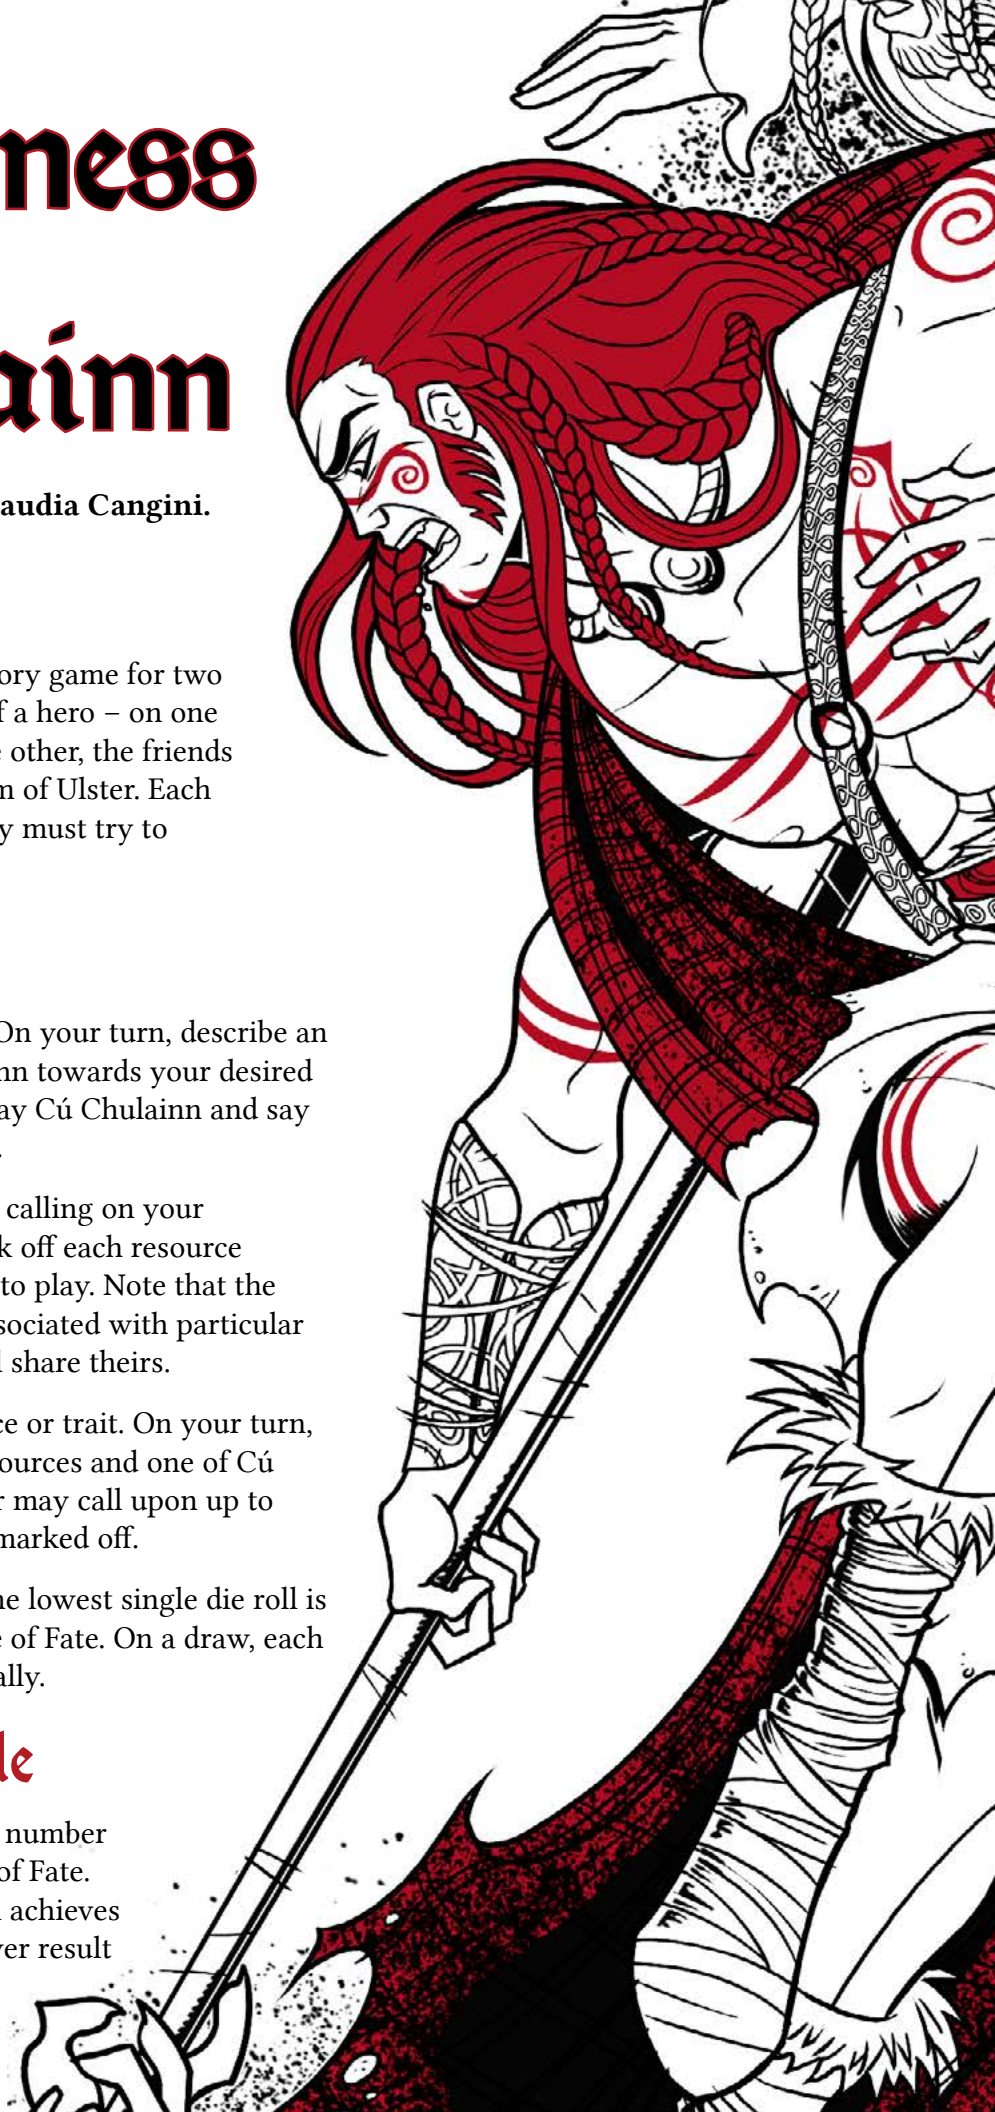 ness
ainn
audia Cangini.
ory game for two
f a hero – on one
e other, the friends
m of Ulster. Each
y must try to
On your turn, describe an
nn towards your desired
ay Cú Chulainn and say
.
calling on your
k off each resource
to play. Note that the
sociated with particular
l share theirs.
ce or trait. On your turn,
ources and one of Cú
r may call upon up to
marked off.
ne lowest single die roll is
e of Fate. On a draw, each
ally.
le
number
of Fate.
n achieves
ver result